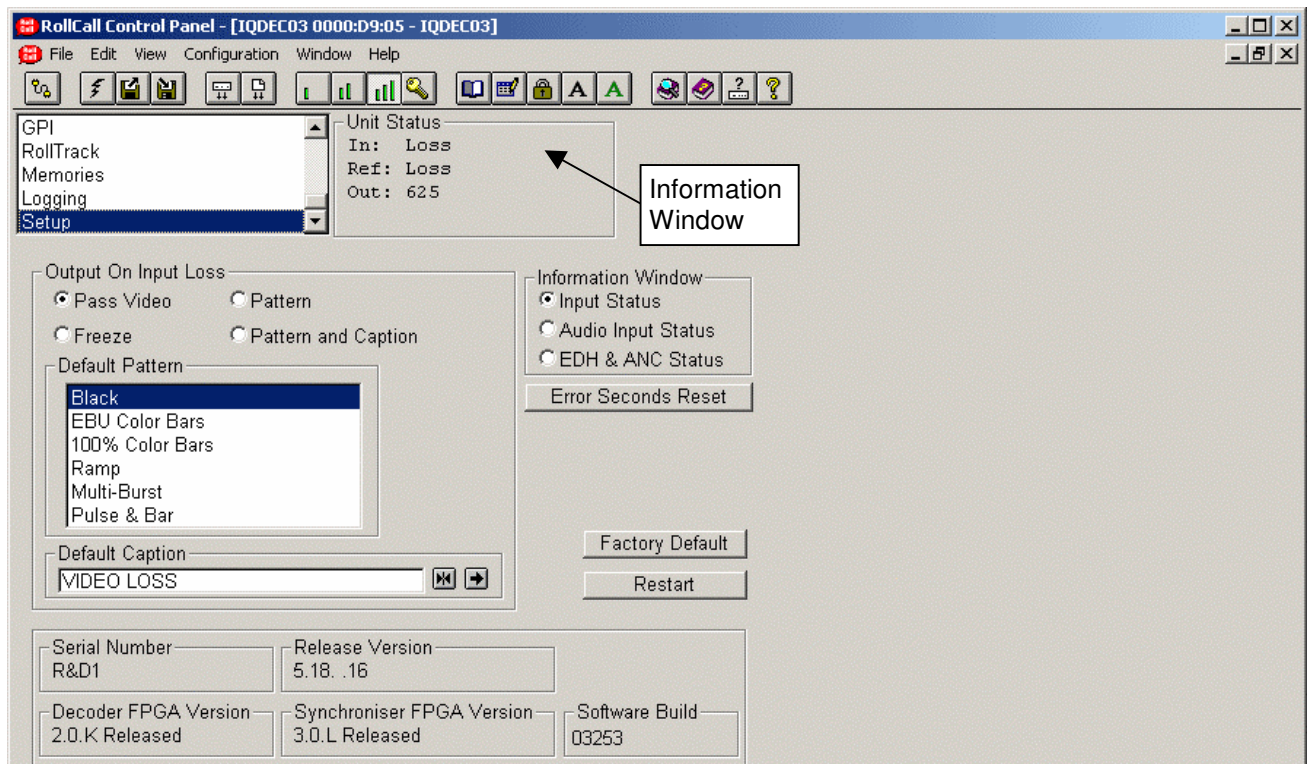 RollCall Control Panel - [IQDEC03 0000:D9:05 - IQDEC03]
File Edit View Configuration Window Help
GPI
RollTrack
Memories
Logging
Setup
Unit Status
In: Loss
Ref: Loss
Out: 625
Information
Window
Output On Input Loss
Pass Video Pattern
Freeze Pattern and Caption
Default Pattern
Black
EBU Color Bars
100% Color Bars
Ramp
Multi-Burst
Pulse & Bar
Default Caption
VIDEO LOSS
Information Window
Input Status
Audio Input Status
EDH & ANC Status
Error Seconds Reset
Factory Default
Restart
Serial Number
R&D1
Release Version
5.18. .16
Decoder FPGA Version
2.0.K Released
Synchroniser FPGA Version
3.0.L Released
Software Build
03253